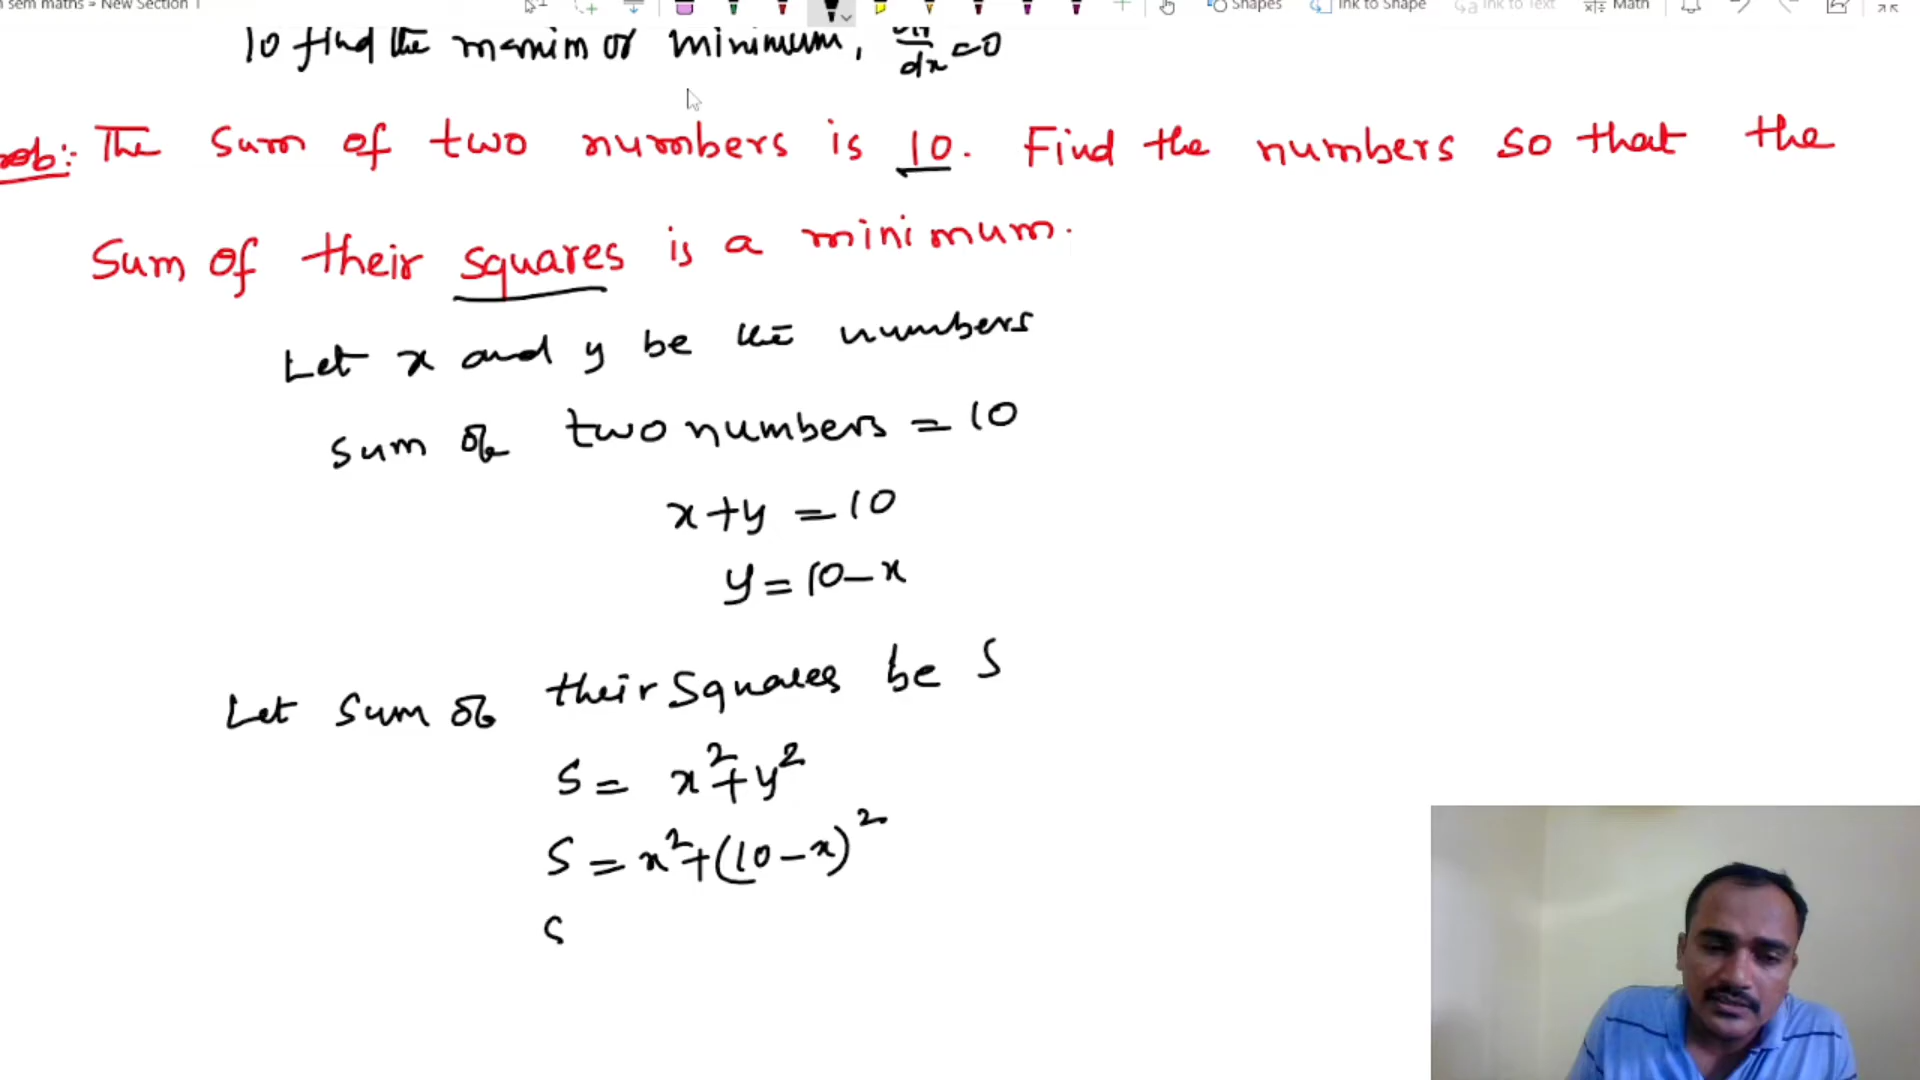 sem maths » New Section 1
Shapes Ink to Shape Ink to Text Math
To find the maxim or minimum, /dx = 0
rob:- The sum of two numbers is 10. Find the numbers so that the
Sum of their squares is a minimum.
Let x and y be the numbers
sum of two numbers = 10
x+y = 10
y = 10-x
Let sum of their squares be S
S = x²+y²
S = x²+(10-x)²
S